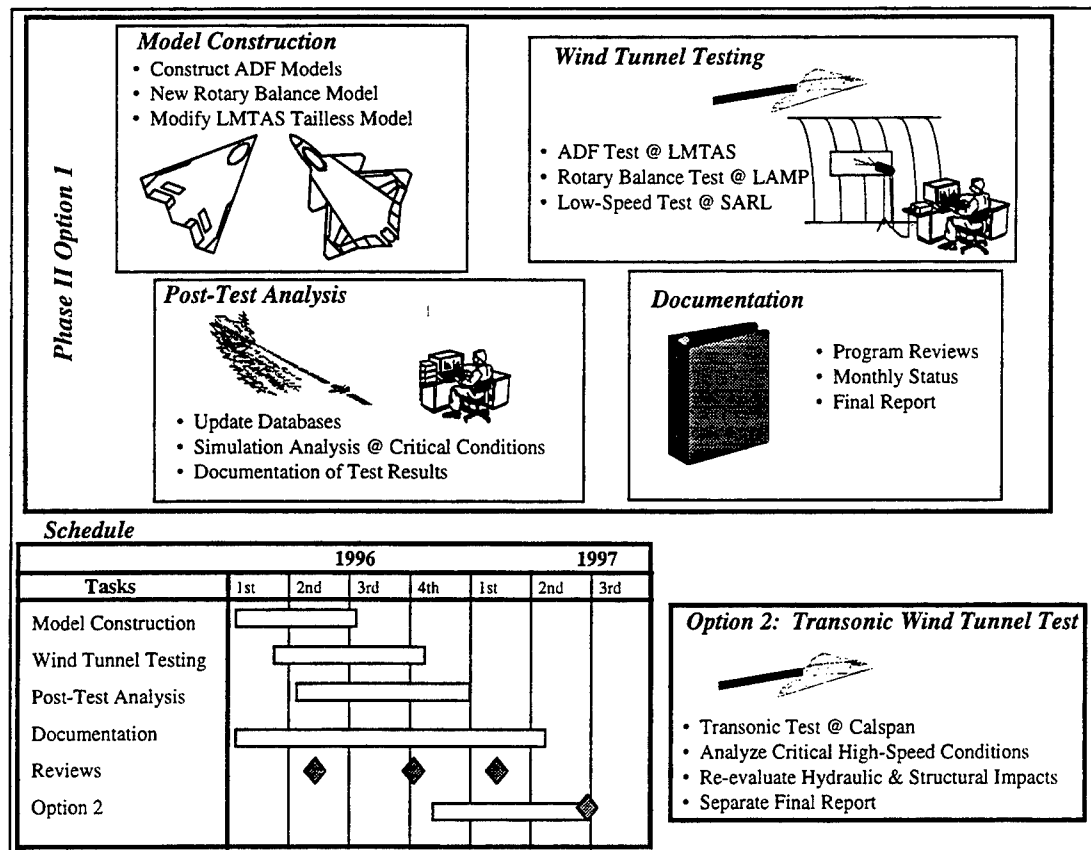 Phase II Option 1
Model Construction
• Construct ADF Models
• New Rotary Balance Model
• Modify LMTAS Tailless Model
Wind Tunnel Testing
• ADF Test @ LMTAS
• Rotary Balance Test @ LAMP
• Low-Speed Test @ SARL
Post-Test Analysis
• Update Databases
• Simulation Analysis @ Critical Conditions
• Documentation of Test Results
Documentation
• Program Reviews
• Monthly Status
• Final Report
Schedule
1996 1997
Tasks 1st 2nd 3rd 4th 1st 2nd 3rd
Model Construction
Wind Tunnel Testing
Post-Test Analysis
Documentation
Reviews
Option 2
Option 2: Transonic Wind Tunnel Test
• Transonic Test @ Calspan
• Analyze Critical High-Speed Conditions
• Re-evaluate Hydraulic & Structural Impacts
• Separate Final Report